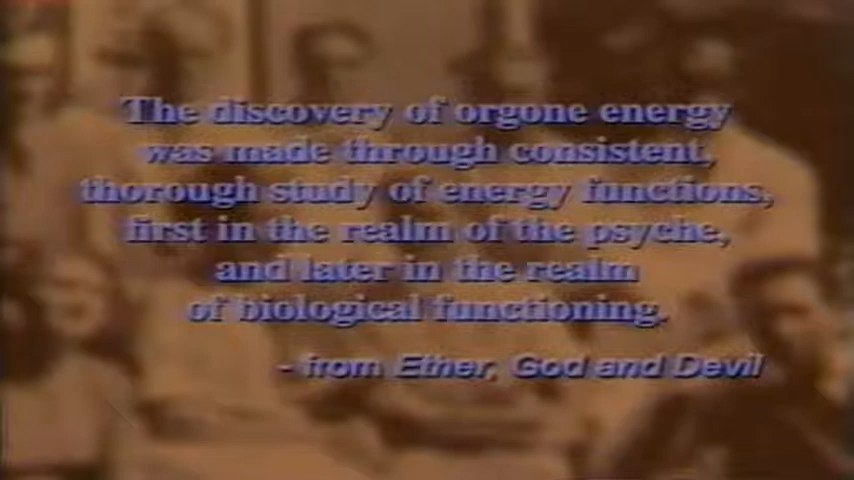 The discovery of orgone energy
was made through consistent,
thorough study of energy functions,
first in the realm of the psyche,
and later in the realm
of biological functioning.
- from Ether, God and Devil